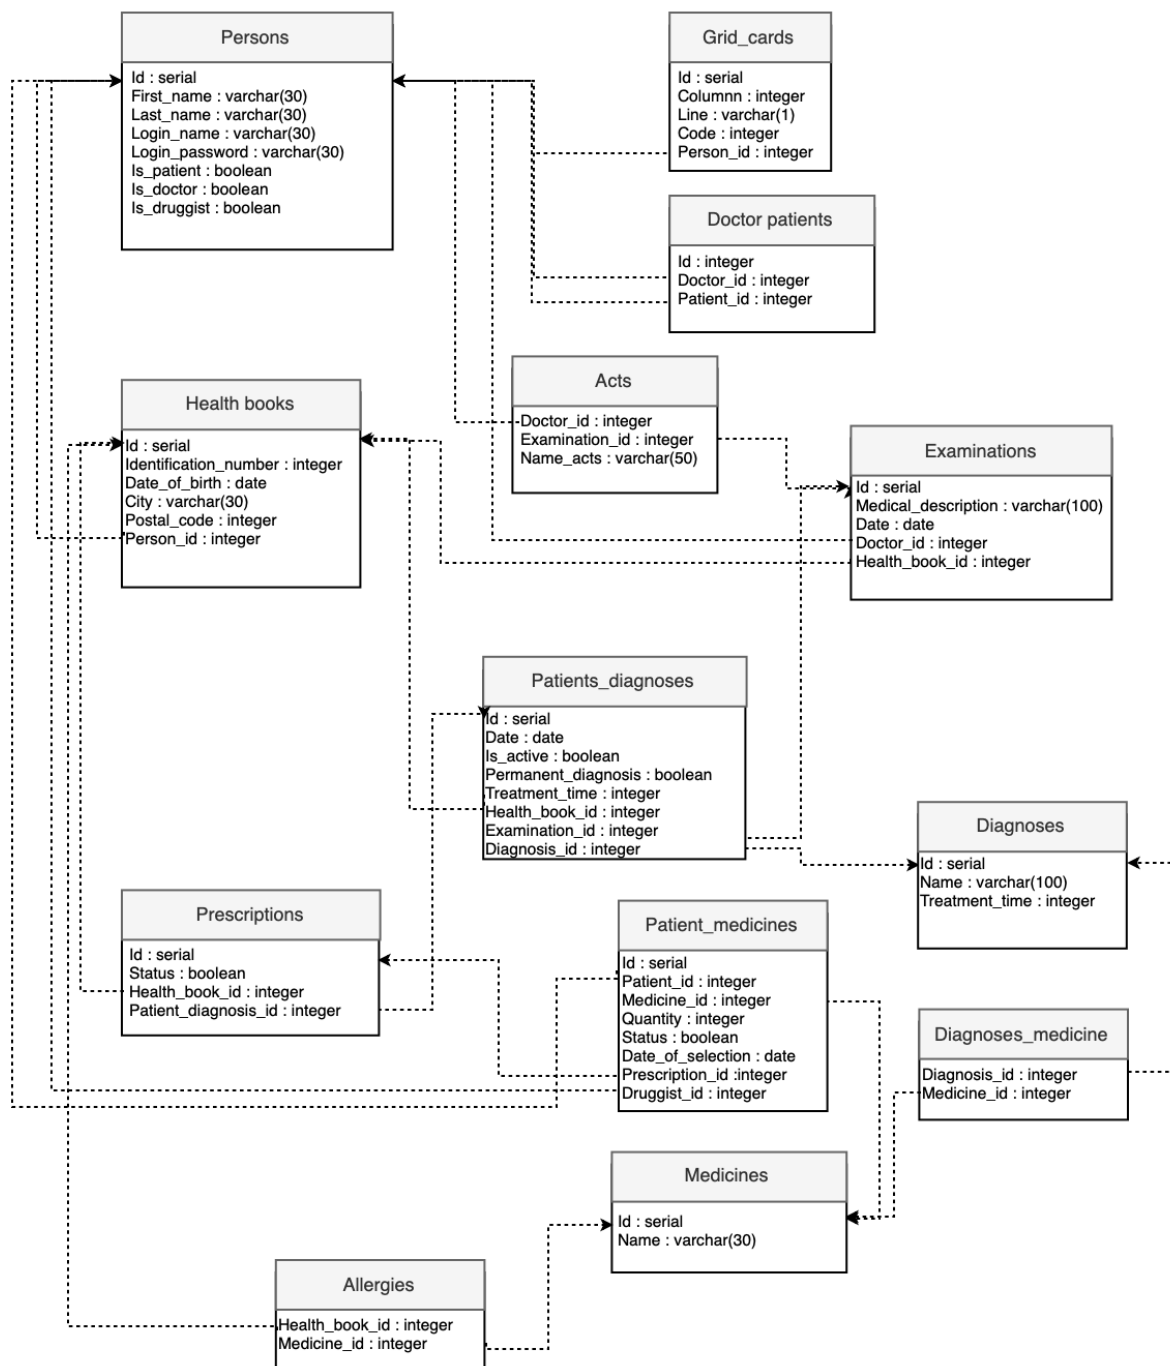 Persons
Id : serial
First_name : varchar(30)
Last_name : varchar(30)
Login_name : varchar(30)
Login_password : varchar(30)
Is_patient : boolean
Is_doctor : boolean
Is_druggist : boolean
Grid_cards
Id : serial
Columnn : integer
Line : varchar(1)
Code : integer
Person_id : integer
Doctor patients
Id : integer
Doctor_id : integer
Patient_id : integer
Acts
Doctor_id : integer
Examination_id : integer
Name_acts : varchar(50)
Health books
Id : serial
Identification_number : integer
Date_of_birth : date
City : varchar(30)
Postal_code : integer
Person_id : integer
Examinations
Id : serial
Medical_description : varchar(100)
Date : date
Doctor_id : integer
Health_book_id : integer
Patients_diagnoses
Id : serial
Date : date
Is_active : boolean
Permanent_diagnosis : boolean
Treatment_time : integer
Health_book_id : integer
Examination_id : integer
Diagnosis_id : integer
Diagnoses
Id : serial
Name : varchar(100)
Treatment_time : integer
Prescriptions
Id : serial
Status : boolean
Health_book_id : integer
Patient_diagnosis_id : integer
Patient_medicines
Id : serial
Patient_id : integer
Medicine_id : integer
Quantity : integer
Status : boolean
Date_of_selection : date
Prescription_id :integer
Druggist_id : integer
Diagnoses_medicine
Diagnosis_id : integer
Medicine_id : integer
Medicines
Id : serial
Name : varchar(30)
Allergies
Health_book_id : integer
Medicine_id : integer